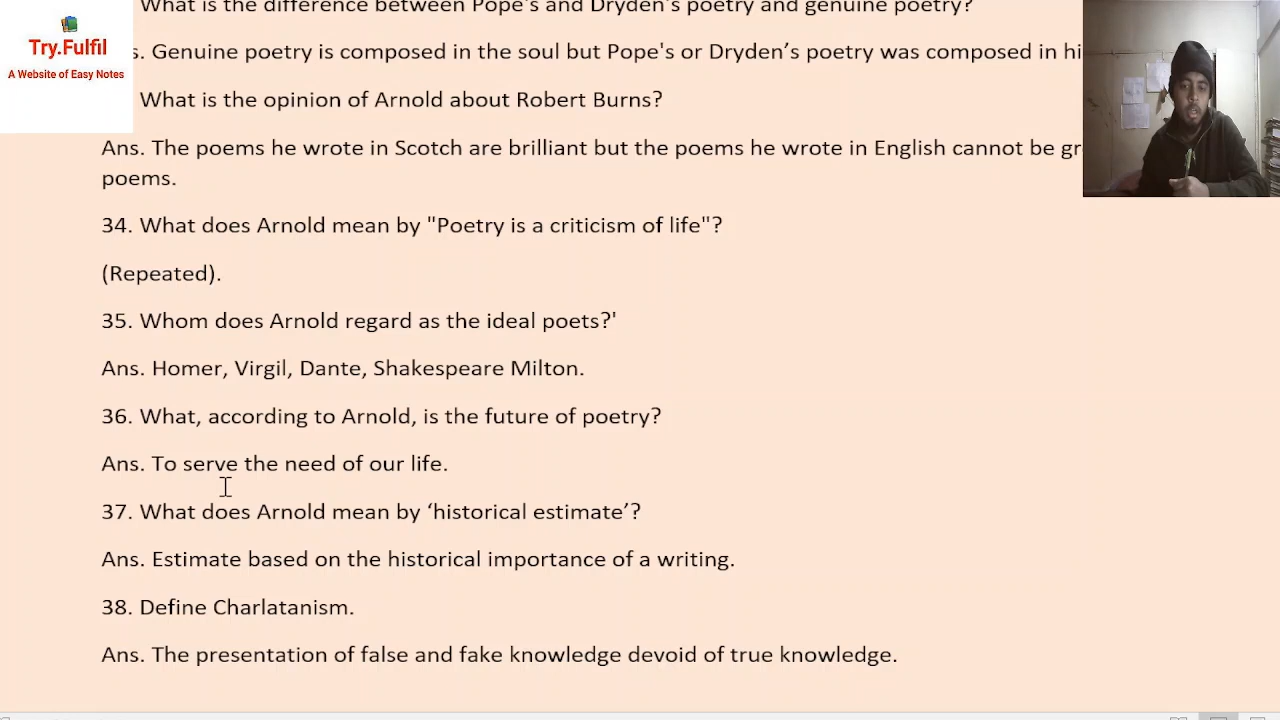 What is the difference between Pope's and Dryden's poetry and genuine poetry?
Try.Fulfil
A Website of Easy Notes
s. Genuine poetry is composed in the soul but Pope's or Dryden’s poetry was composed in
What is the opinion of Arnold about Robert Burns?
Ans. The poems he wrote in Scotch are brilliant but the poems he wrote in English cannot be
poems.
34. What does Arnold mean by "Poetry is a criticism of life"?
(Repeated).
35. Whom does Arnold regard as the ideal poets?'
Ans. Homer, Virgil, Dante, Shakespeare Milton.
36. What, according to Arnold, is the future of poetry?
Ans. To serve the need of our life.
37. What does Arnold mean by ‘historical estimate’?
Ans. Estimate based on the historical importance of a writing.
38. Define Charlatanism.
Ans. The presentation of false and fake knowledge devoid of true knowledge.